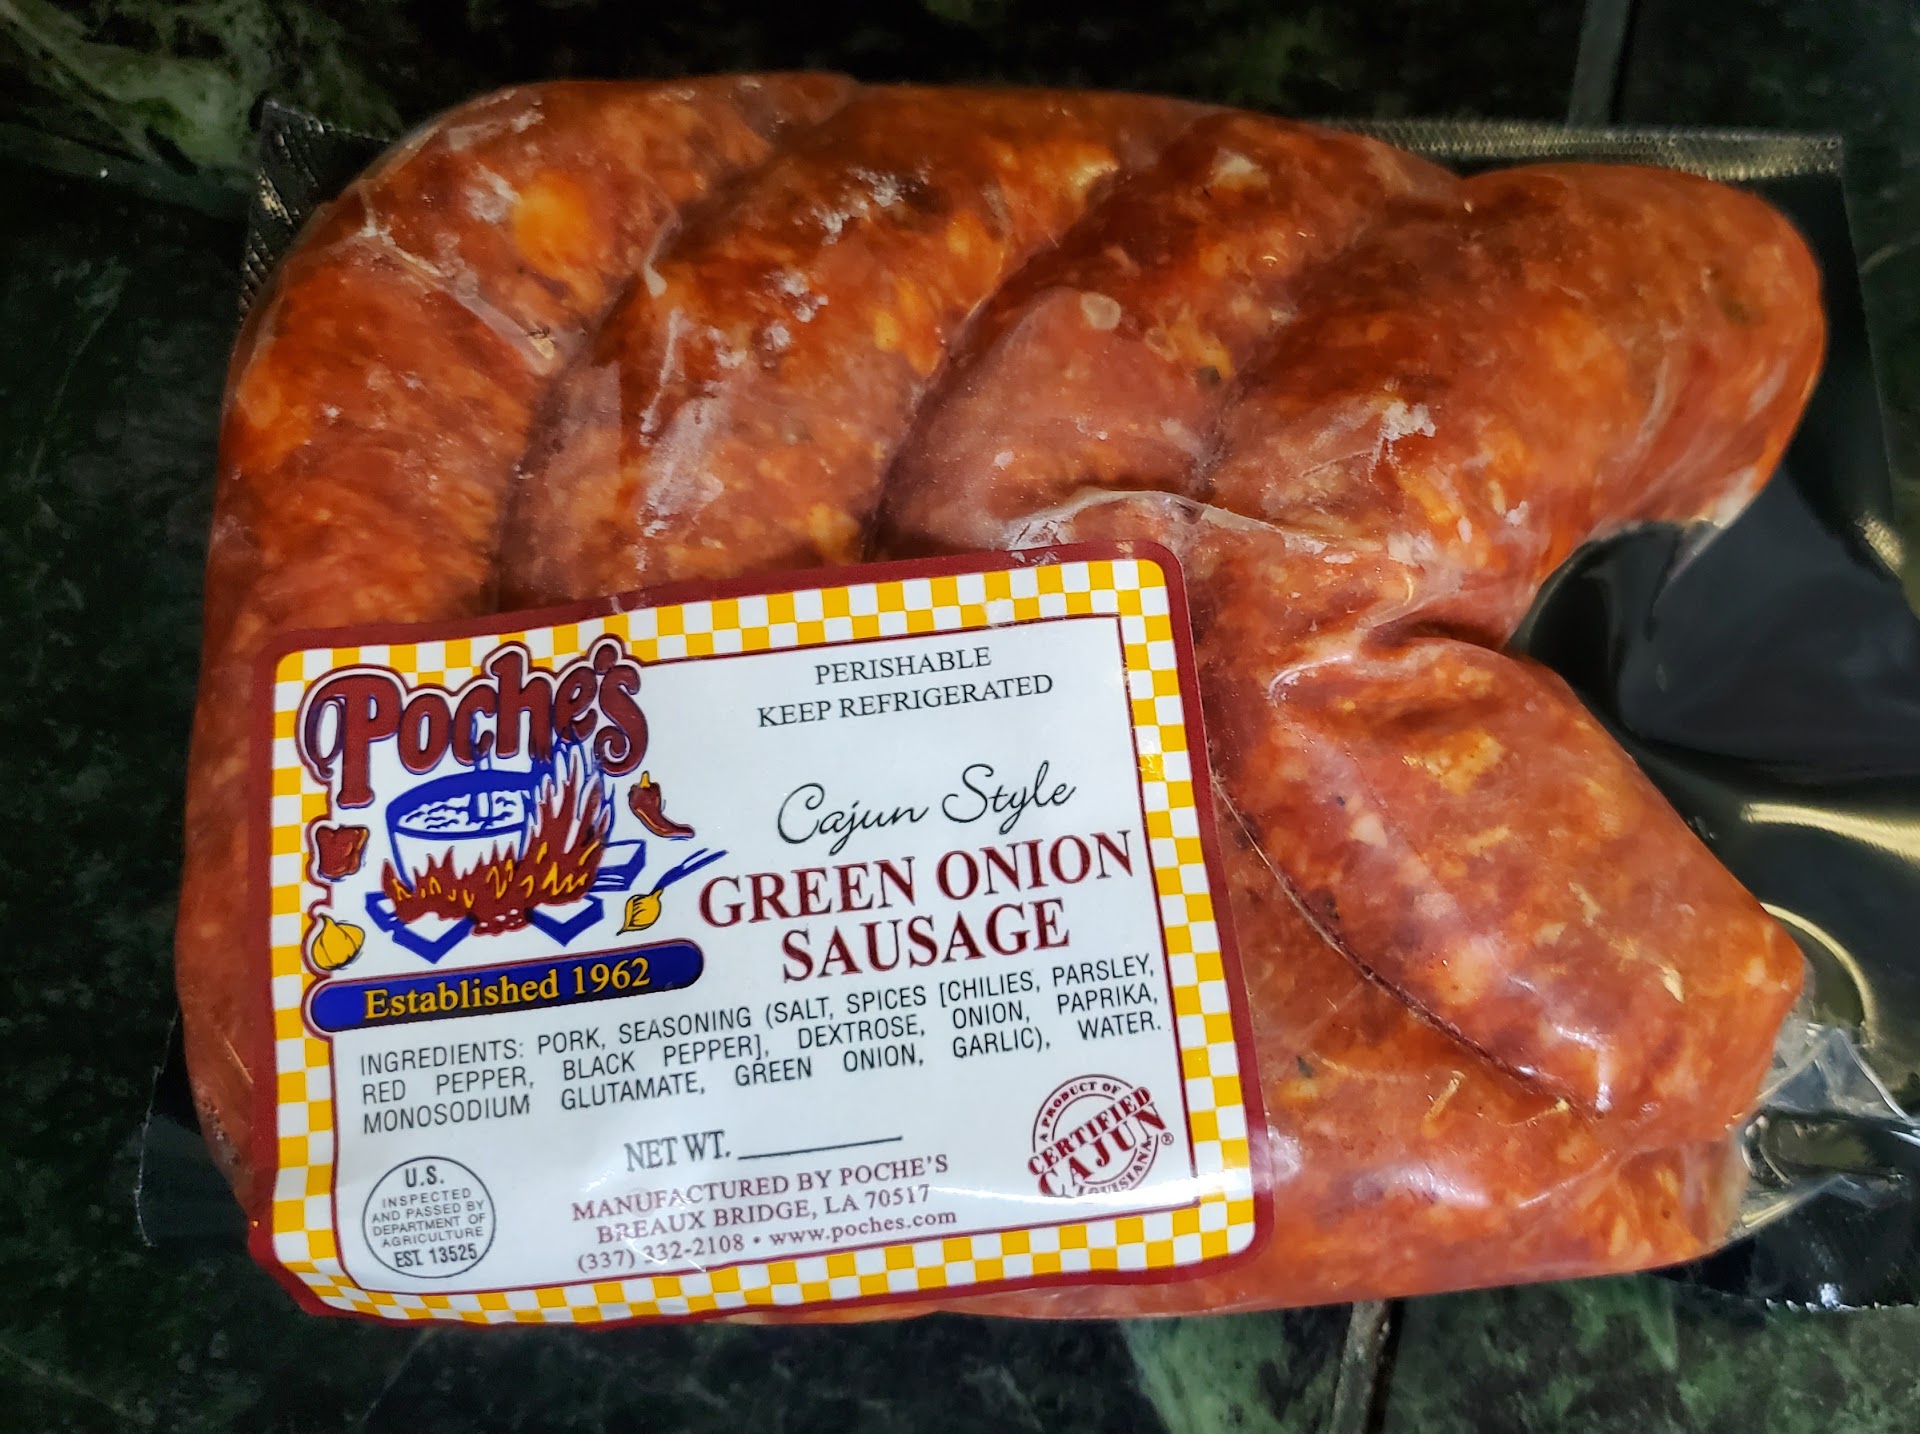 Poche's
Established 1962
PERISHABLE
KEEP REFRIGERATED
Cajun Style
GREEN ONION
SAUSAGE
INGREDIENTS: PORK, SEASONING (SALT, SPICES [CHILIES, PARSLEY,
RED PEPPER, BLACK PEPPER], DEXTROSE, ONION, PAPRIKA,
MONOSODIUM GLUTAMATE, GREEN ONION, GARLIC), WATER.
NET WT.
U.S.
INSPECTED
AND PASSED BY
DEPARTMENT OF
AGRICULTURE
EST. 13525
MANUFACTURED BY POCHE'S
BREAUX BRIDGE, LA 70517
(337) 332-2108 • www.poches.com
A PRODUCT OF
CERTIFIED
CAJUN®
LOUISIANA